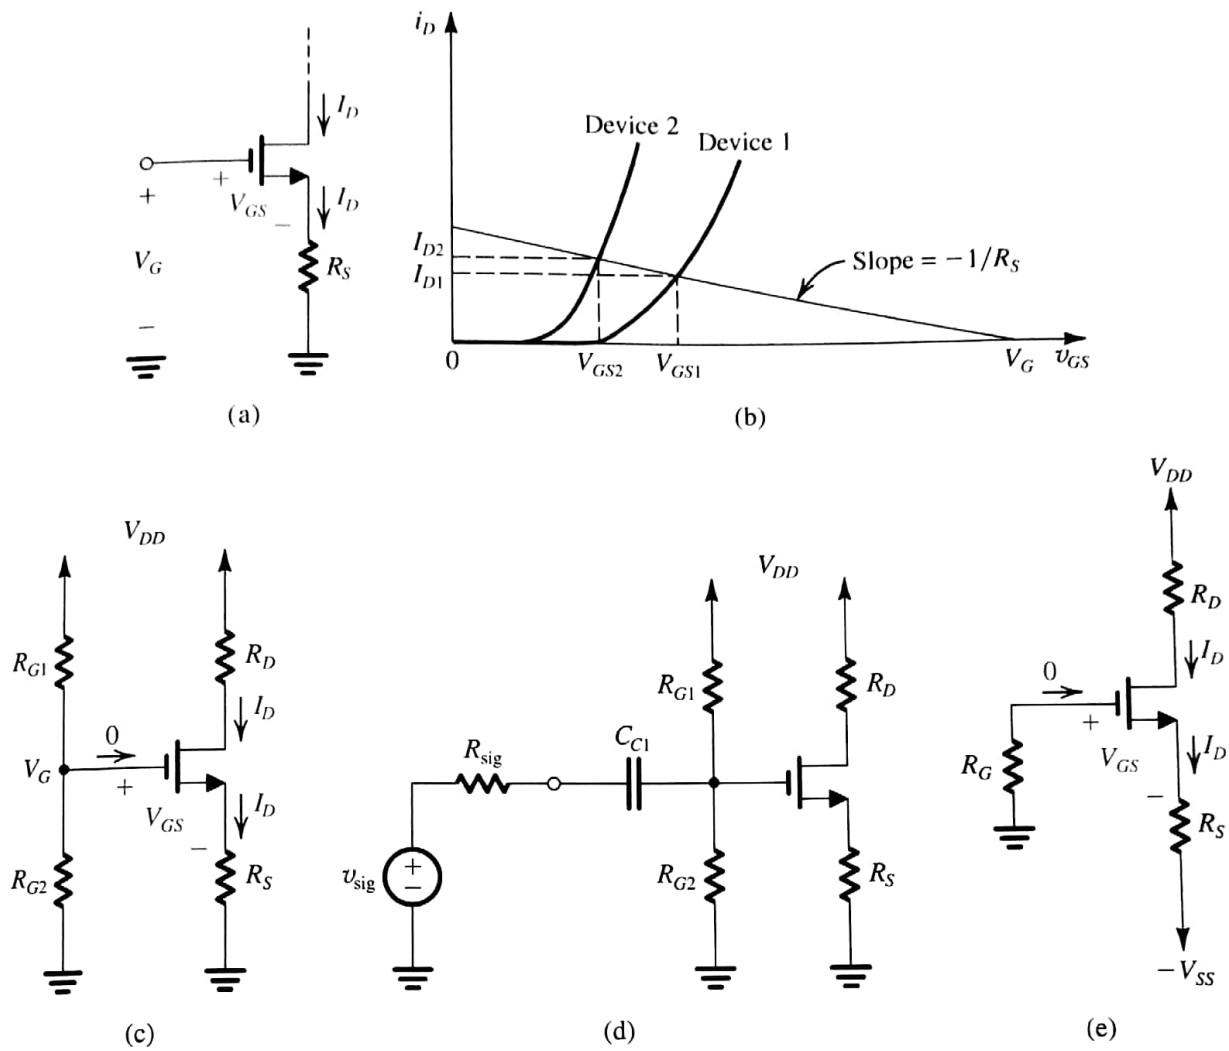 i_D
Device 2
Device 1
I_D
+
+
V_GS
−
I_D
V_G
R_S
−
I_D2
I_D1
Slope = −1/R_S
0
V_GS2
V_GS1
V_G
v_GS
(a)
(b)
V_DD
R_G1
R_D
I_D
0
V_G
+
V_GS
−
I_D
R_G2
R_S
(c)
V_DD
R_G1
R_D
C_C1
R_sig
v_sig
+
−
R_G2
R_S
(d)
V_DD
R_D
I_D
0
+
V_GS
−
I_D
R_G
R_S
−V_SS
(e)